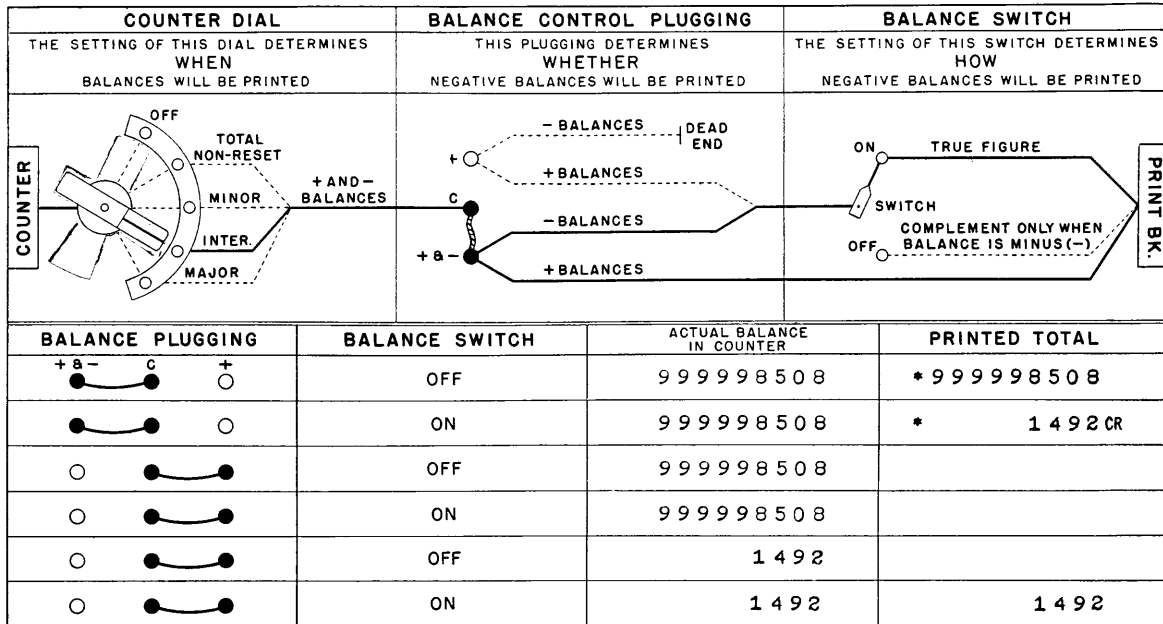 COUNTER DIAL
THE SETTING OF THIS DIAL DETERMINES
WHEN
BALANCES WILL BE PRINTED
BALANCE CONTROL PLUGGING
THIS PLUGGING DETERMINES
WHETHER
NEGATIVE BALANCES WILL BE PRINTED
BALANCE SWITCH
THE SETTING OF THIS SWITCH DETERMINES
HOW
NEGATIVE BALANCES WILL BE PRINTED
COUNTER
OFF
TOTAL
NON-RESET
MINOR
INTER.
MAJOR
+ AND -
BALANCES
+
C
+ & -
- BALANCES
DEAD
END
+ BALANCES
- BALANCES
+ BALANCES
ON
TRUE FIGURE
SWITCH
OFF
COMPLEMENT ONLY WHEN
BALANCE IS MINUS (-)
PRINT BK.
BALANCE PLUGGING
BALANCE SWITCH
ACTUAL BALANCE
IN COUNTER
PRINTED TOTAL
+ & - C +
OFF 999998508 *999998508
ON 999998508 * 1492 CR
OFF 999998508
ON 999998508
OFF 1492
ON 1492 1492